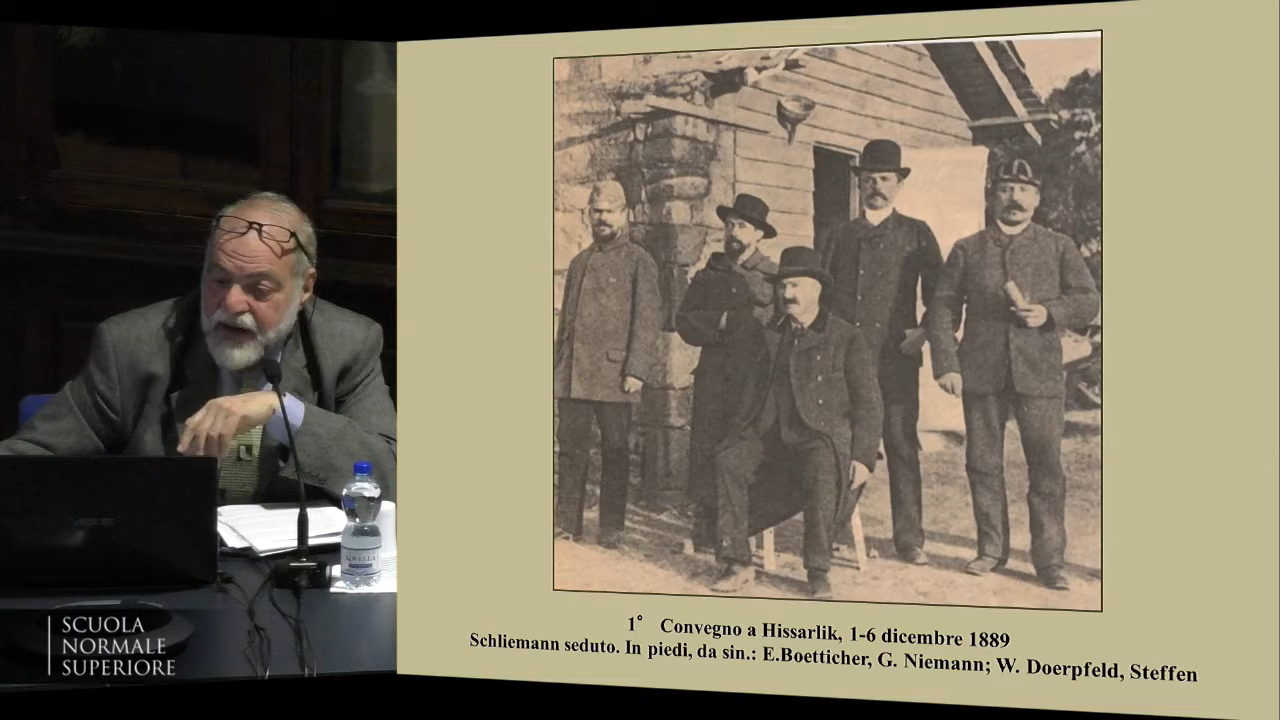 1° Convegno a Hissarlik, 1-6 dicembre 1889
Schliemann seduto. In piedi, da sin.: E.Boetticher, G. Niemann; W. Doerpfeld, Steffen
SCUOLA
NORMALE
SUPERIORE